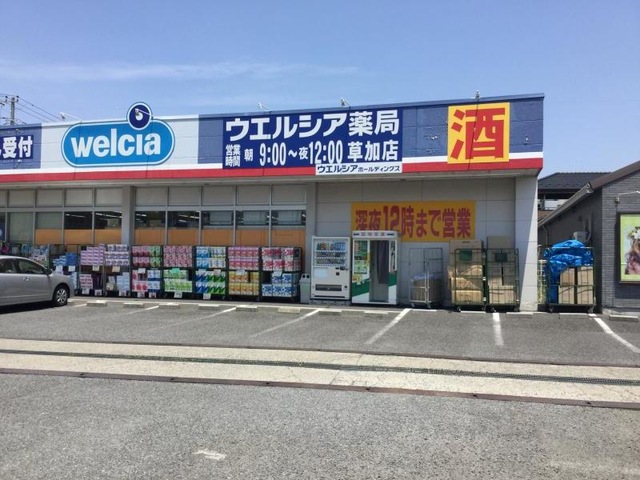 受付
welcia
ウエルシア薬局
営業時間 朝9:00～夜12:00 草加店
ウエルシアホールディングス
酒
深夜12時まで営業